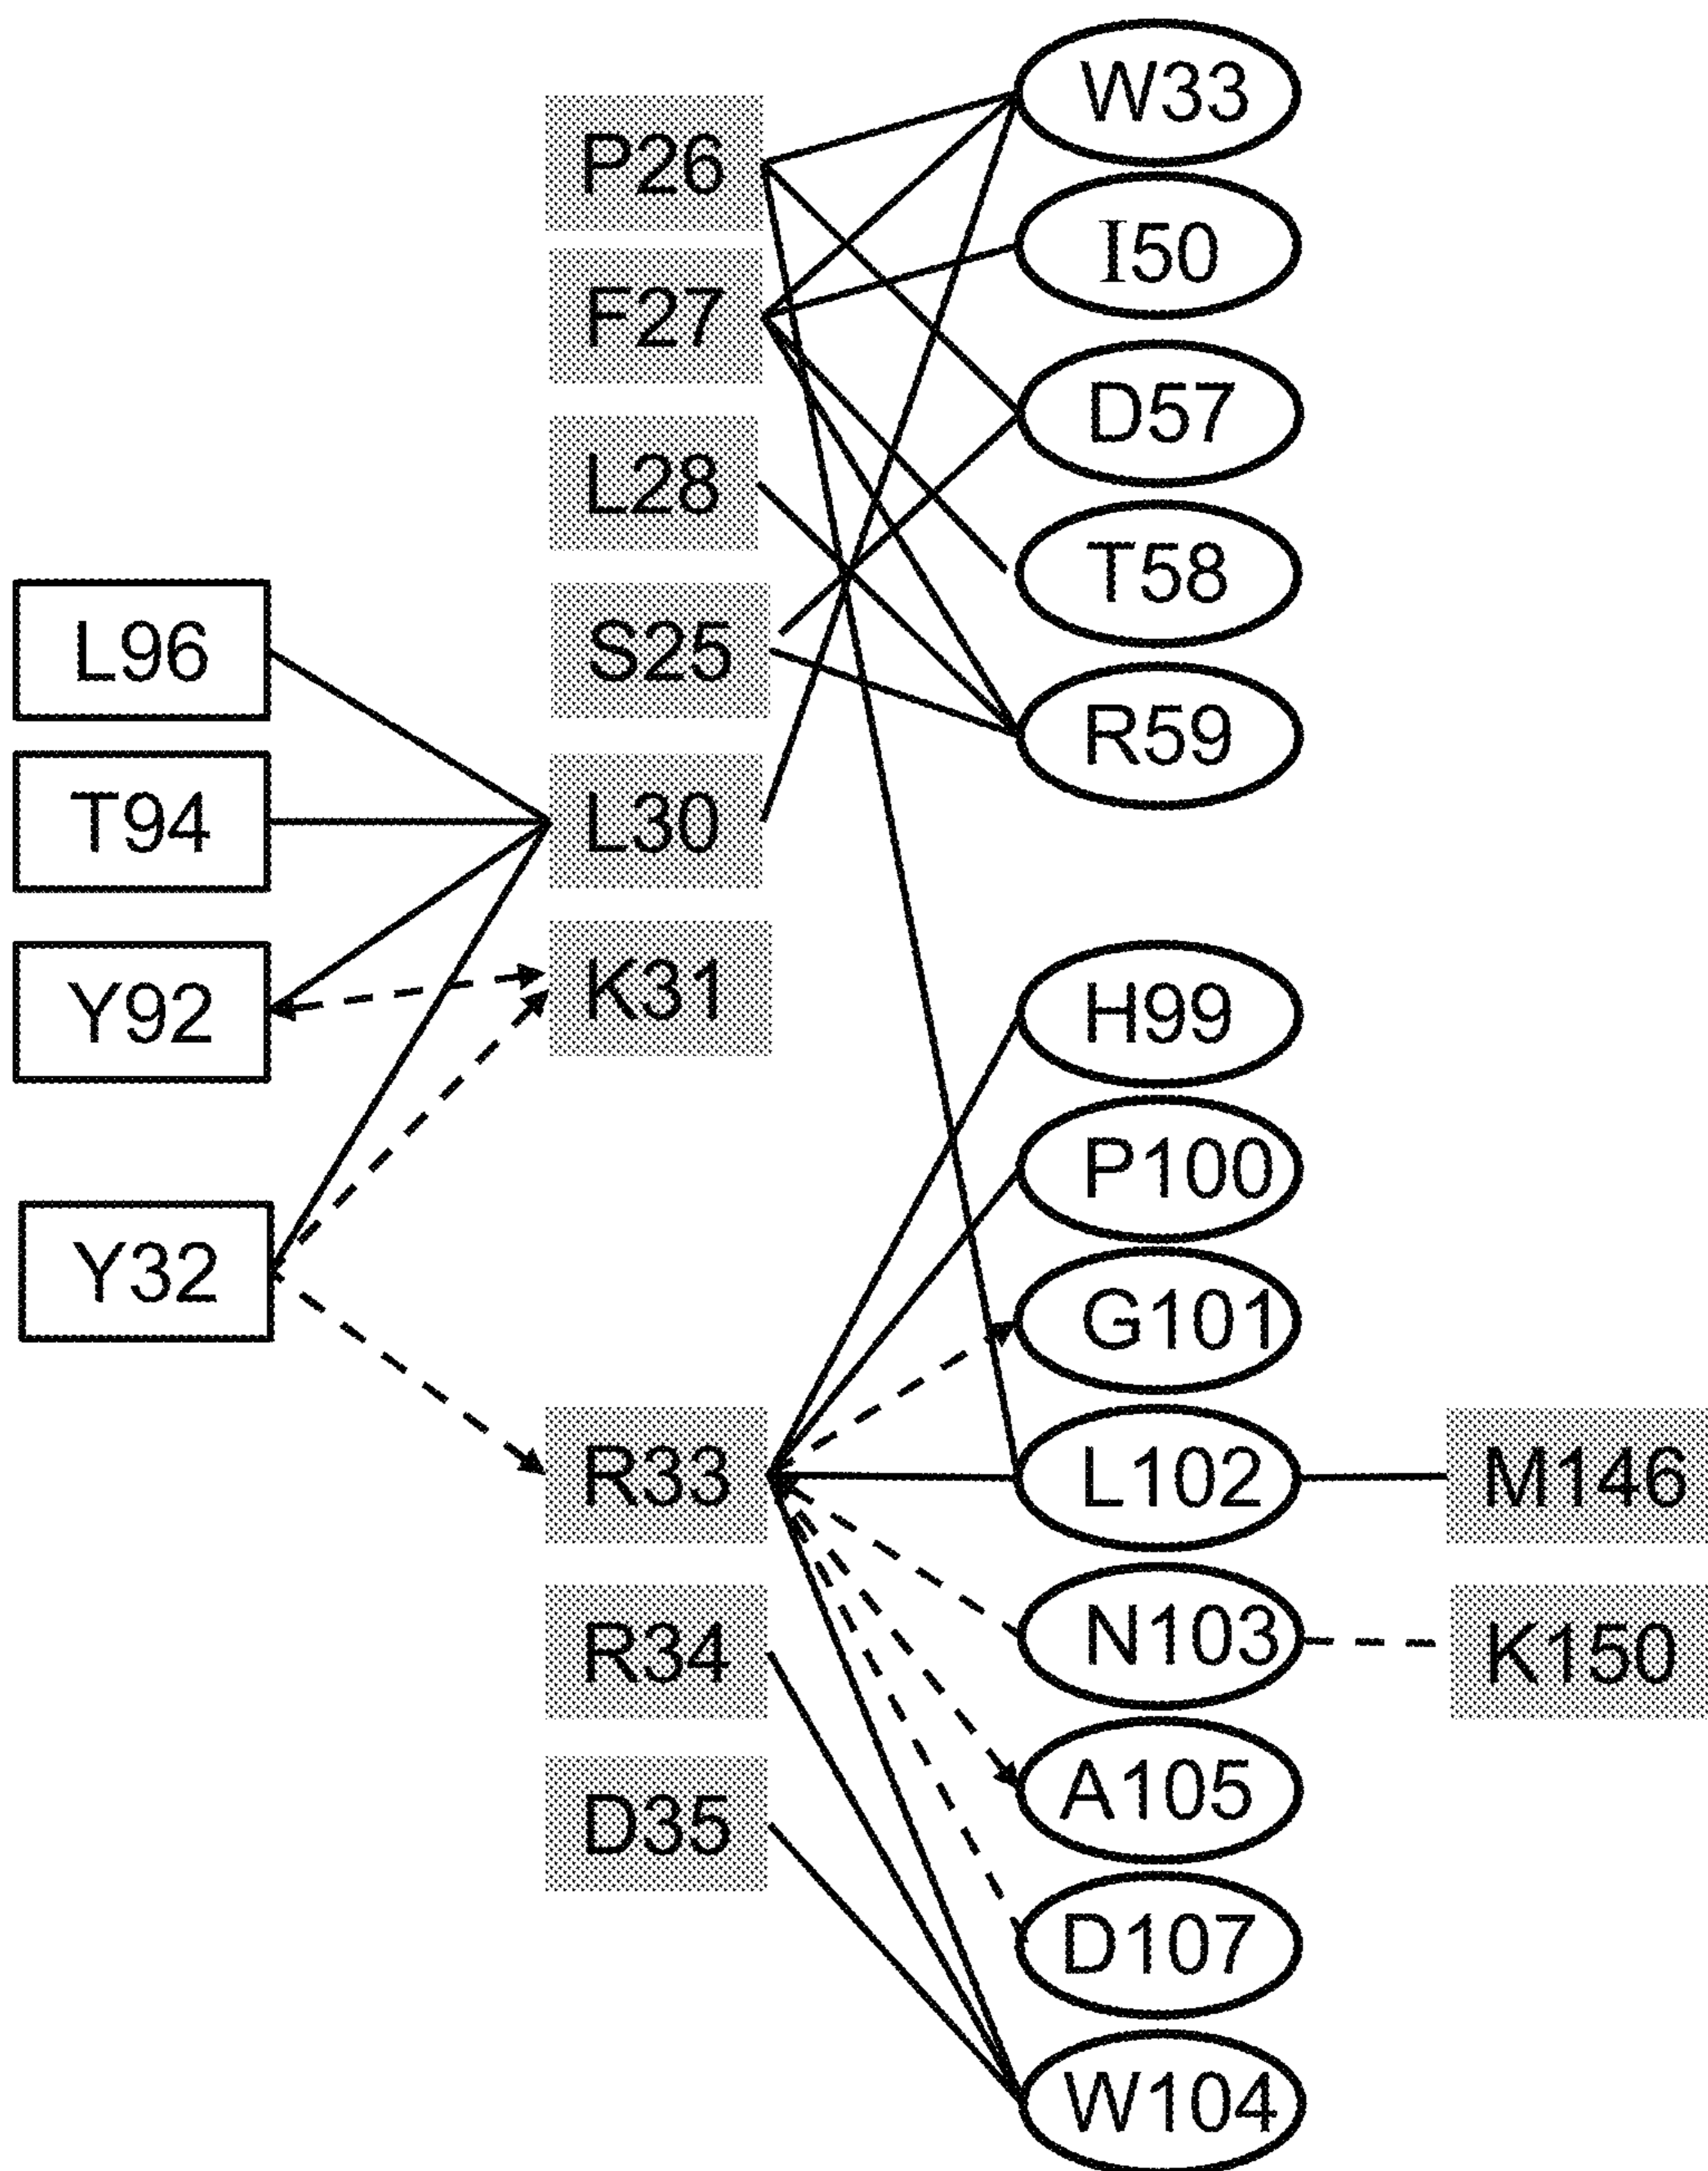 W33
P26
I50
F27
D57
L28
T58
S25
L96
R59
L30
T94
K31
Y92
H99
P100
Y32
G101
R33
L102
M146
R34
N103
K150
A105
D35
D107
W104